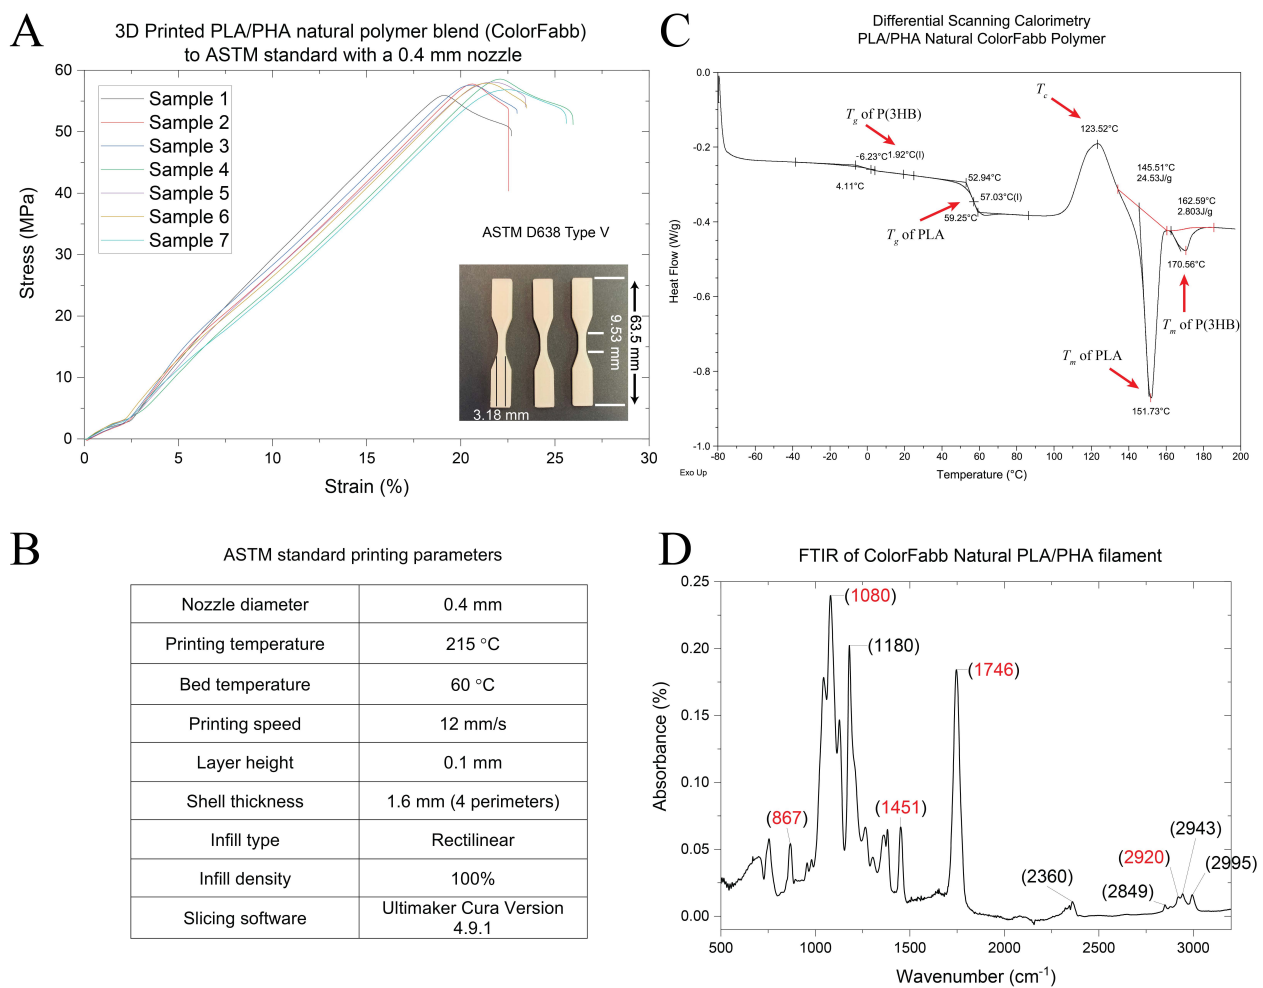 A
3D Printed PLA/PHA natural polymer blend (ColorFabb)
to ASTM standard with a 0.4 mm nozzle
60
50
40
30
20
10
0
Stress (MPa)
Sample 1
Sample 2
Sample 3
Sample 4
Sample 5
Sample 6
Sample 7
ASTM D638 Type V
9.53 mm
63.5 mm
3.18 mm
0 5 10 15 20 25 30
Strain (%)
B
ASTM standard printing parameters
Nozzle diameter 0.4 mm
Printing temperature 215 °C
Bed temperature 60 °C
Printing speed 12 mm/s
Layer height 0.1 mm
Shell thickness 1.6 mm (4 perimeters)
Infill type Rectilinear
Infill density 100%
Slicing software Ultimaker Cura Version
4.9.1
C
Differential Scanning Calorimetry
PLA/PHA Natural ColorFabb Polymer
0.0
-0.2
-0.4
-0.6
-0.8
-1.0
Heat Flow (W/g)
Tc
123.52°C
Tg of P(3HB)
-6.23°C 1.92°C(I)
4.11°C
52.94°C
57.03°C(I)
59.25°C
Tg of PLA
145.51°C
24.53J/g
162.59°C
2.803J/g
170.56°C
Tm of P(3HB)
Tm of PLA
151.73°C
-80 -60 -40 -20 0 20 40 60 80 100 120 140 160 180 200
Exo Up
Temperature (°C)
D
FTIR of ColorFabb Natural PLA/PHA filament
0.25
0.20
0.15
0.10
0.05
0.00
Absorbance (%)
(1080)
(1180)
(1746)
(867)
(1451)
(2360)
(2849)
(2920)
(2943)
(2995)
500 1000 1500 2000 2500 3000
Wavenumber (cm-1)